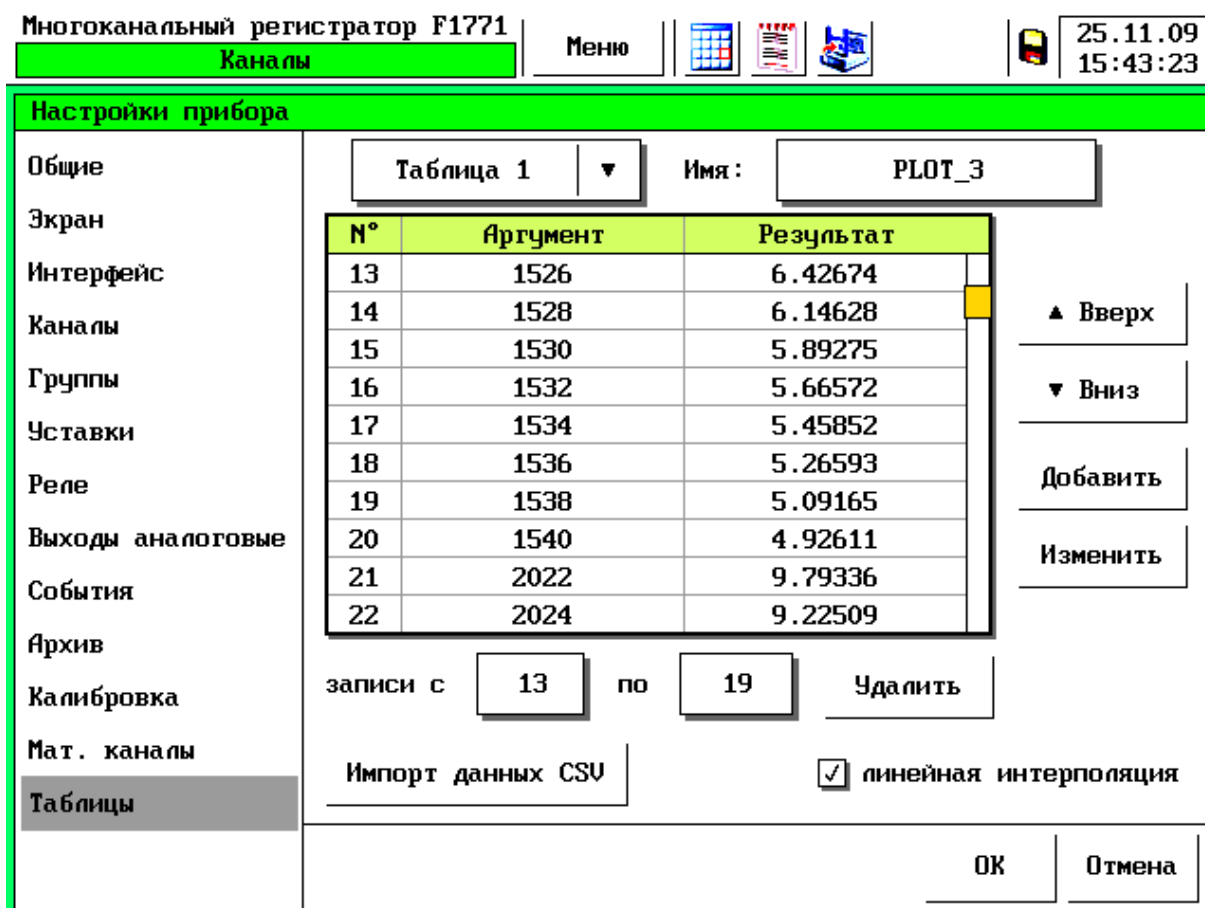 Многоканальный регистратор F1771
Каналы
Меню
25.11.09
15:43:23
Настройки прибора
Общие
Экран
Интерфейс
Каналы
Группы
Уставки
Реле
Выходы аналоговые
События
Архив
Калибровка
Мат. каналы
Таблицы
Таблица 1 ▼ Имя: PLOT_3
N° Аргумент Результат
13 1526 6.42674
14 1528 6.14628
15 1530 5.89275
16 1532 5.66572
17 1534 5.45852
18 1536 5.26593
19 1538 5.09165
20 1540 4.92611
21 2022 9.79336
22 2024 9.22509
▲ Вверх
▼ Вниз
Добавить
Изменить
записи с 13 по 19 Удалить
Импорт данных CSV ✓ линейная интерполяция
OK Отмена